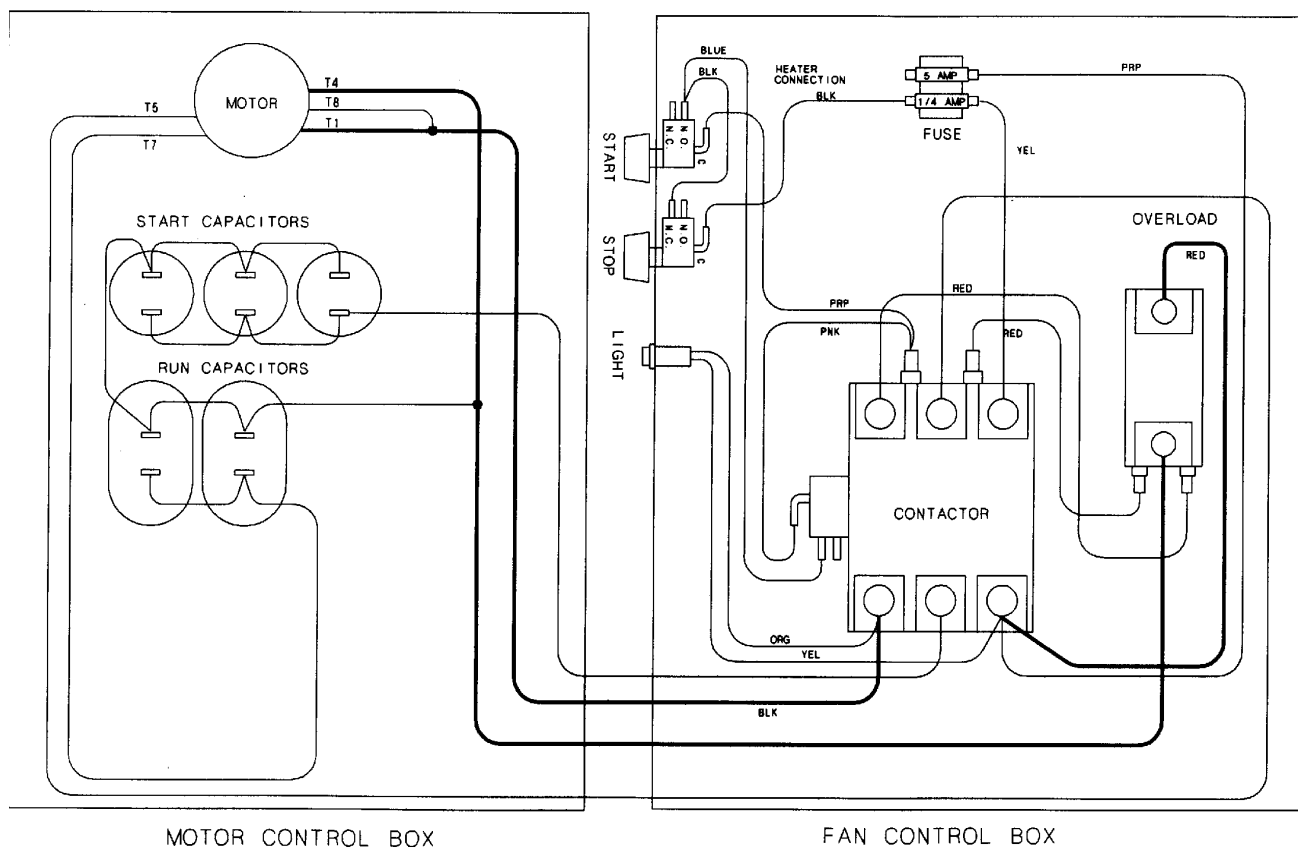 MOTOR
T4
T8
T1
T5
T7
START CAPACITORS
RUN CAPACITORS
MOTOR CONTROL BOX
BLUE
BLK
HEATER
CONNECTION
BLK
5 AMP
1/4 AMP
FUSE
PRP
YEL
START
N.C.
N.O.
C
STOP
N.C.
N.O.
C
LIGHT
PRP
PNK
RED
RED
OVERLOAD
RED
CONTACTOR
ORG
YEL
BLK
FAN CONTROL BOX